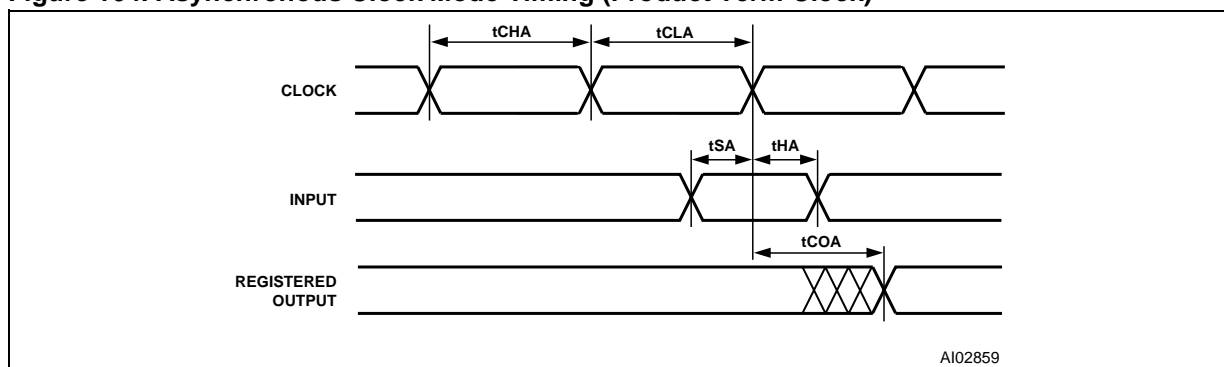 tCHA tCLA
CLOCK
tSA tHA
INPUT
tCOA
REGISTERED
OUTPUT
AI02859